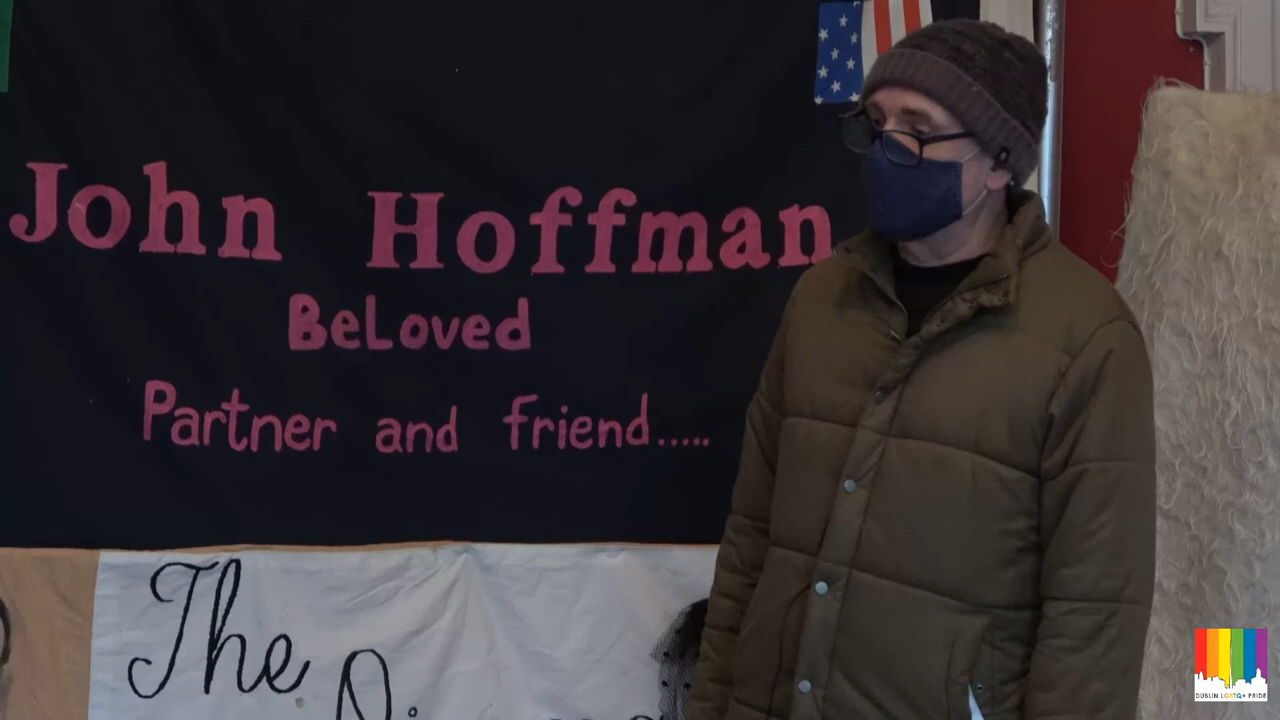 John Hoffman
BeLoved
Partner and friend.....
The
DUBLIN LGBTQ+ PRIDE